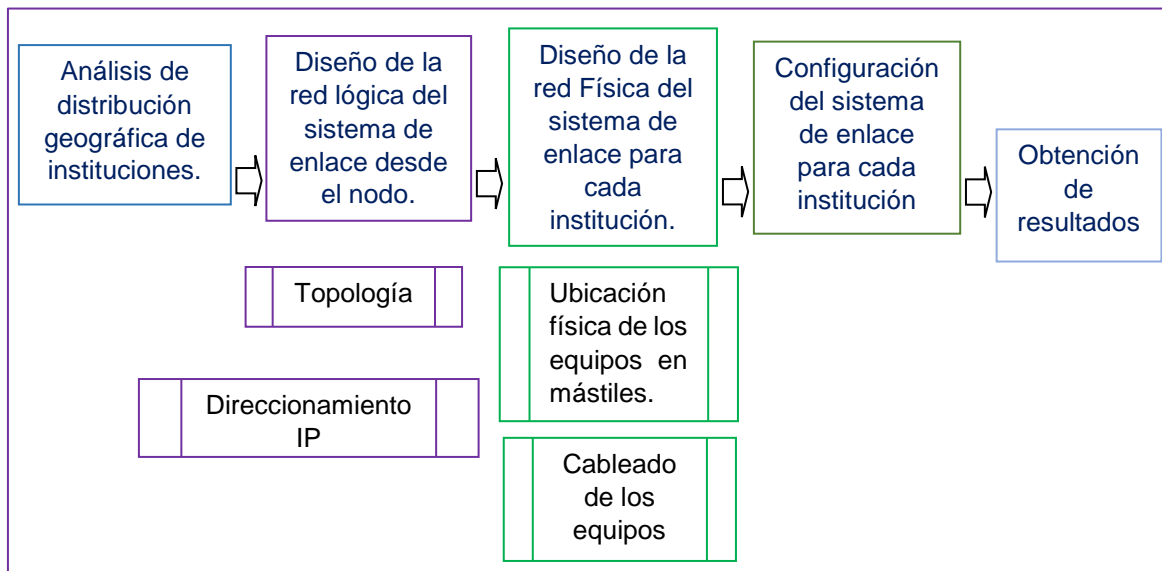 Análisis de
distribución
geográfica de
instituciones.
Diseño de la
red lógica del
sistema de
enlace desde
el nodo.
Diseño de la
red Física del
sistema de
enlace para
cada
institución.
Configuración
del sistema
de enlace
para cada
institución
Obtención
de
resultados
Topología
Direccionamiento
IP
Ubicación
física de los
equipos en
mástiles.
Cableado
de los
equipos